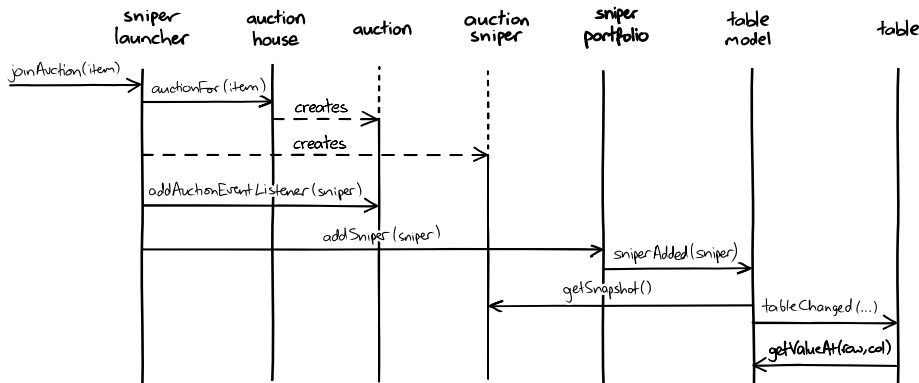 sniper
launcher
auction
house
auction
auction
sniper
sniper
portfolio
table
model
table
joinAuction(item)
auctionFor(item)
creates
creates
addAuctionEventListener(sniper)
addSniper(sniper)
sniperAdded(sniper)
getSnapshot()
tableChanged(...)
getValueAt(row,col)